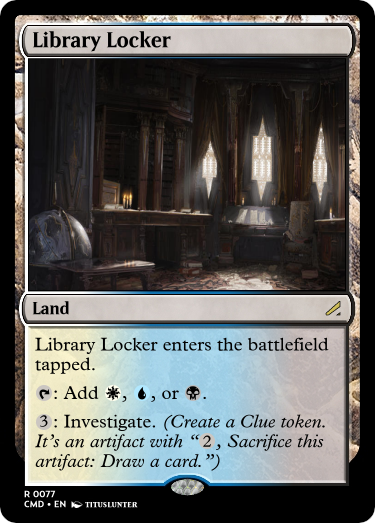 Library Locker
Land
Library Locker enters the battlefield
tapped.
: Add , , or .
3: Investigate. (Create a Clue token.
It's an artifact with “2, Sacrifice this
artifact: Draw a card.”)
R 0077
CMD • EN TITUSLUNTER